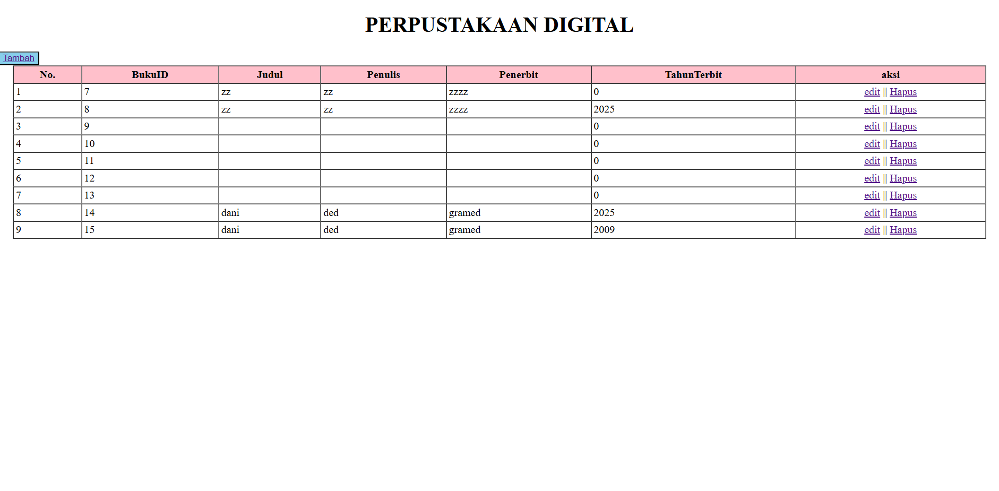 PERPUSTAKAAN DIGITAL
Tambah
No. BukuID Judul Penulis Penerbit TahunTerbit aksi
1 7 zz zz zzzz 0 edit || Hapus
2 8 zz zz zzzz 2025 edit || Hapus
3 9 0 edit || Hapus
4 10 0 edit || Hapus
5 11 0 edit || Hapus
6 12 0 edit || Hapus
7 13 0 edit || Hapus
8 14 dani ded gramed 2025 edit || Hapus
9 15 dani ded gramed 2009 edit || Hapus